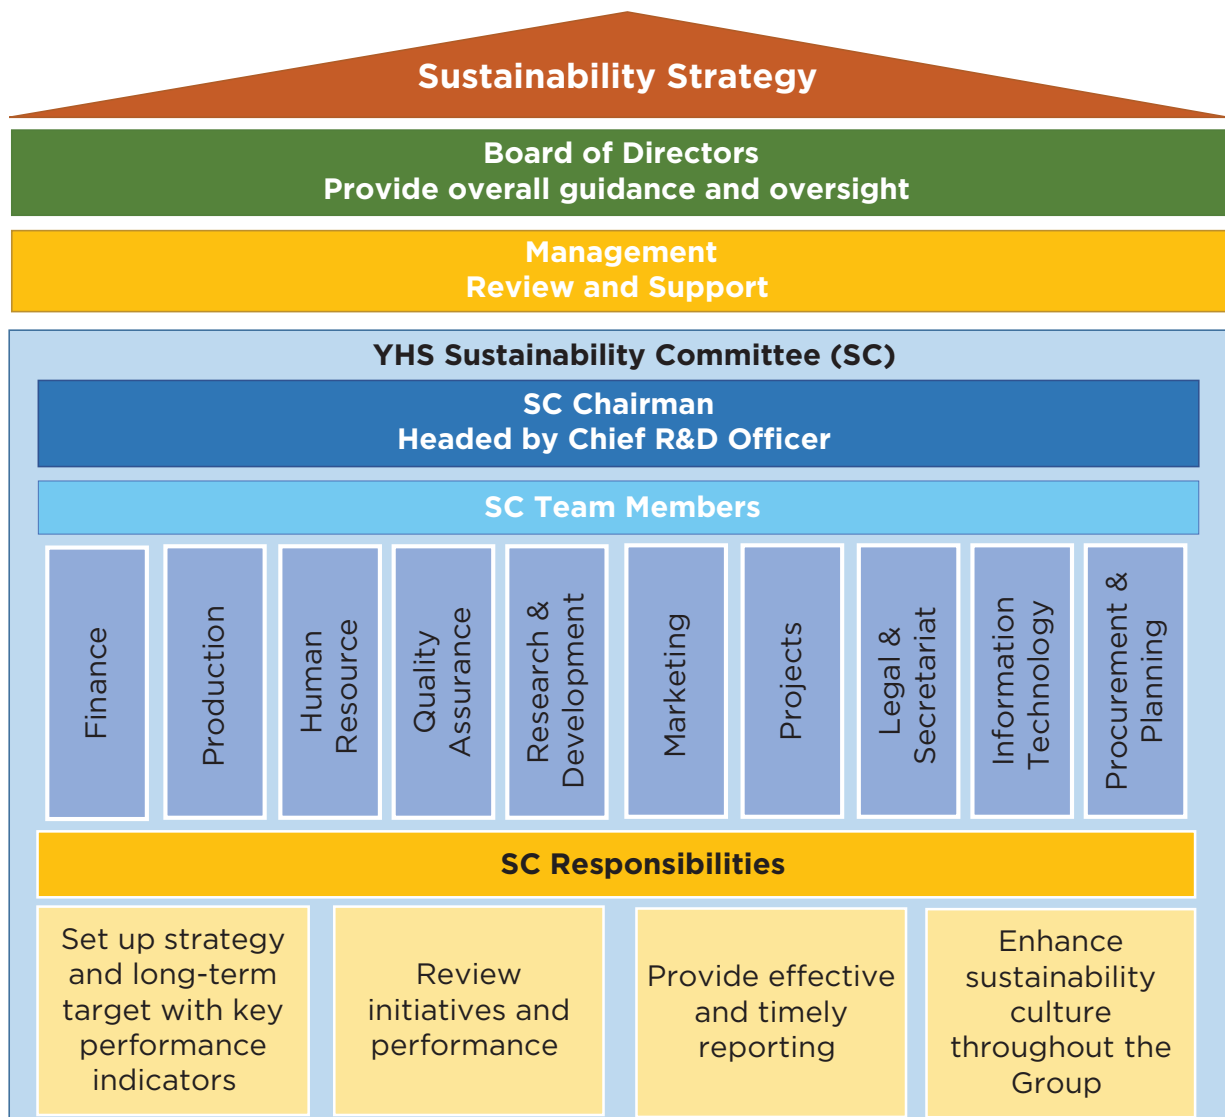 Sustainability Strategy
Board of Directors
Provide overall guidance and oversight
Management
Review and Support
YHS Sustainability Committee (SC)
SC Chairman
Headed by Chief R&D Officer
SC Team Members
Finance
Production
Human
Resource
Quality
Assurance
Research &
Development
Marketing
Projects
Legal &
Secretariat
Information
Technology
Procurement &
Planning
SC Responsibilities
Set up strategy
and long-term
target with key
performance
indicators
Review
initiatives and
performance
Provide effective
and timely
reporting
Enhance
sustainability
culture
throughout the
Group